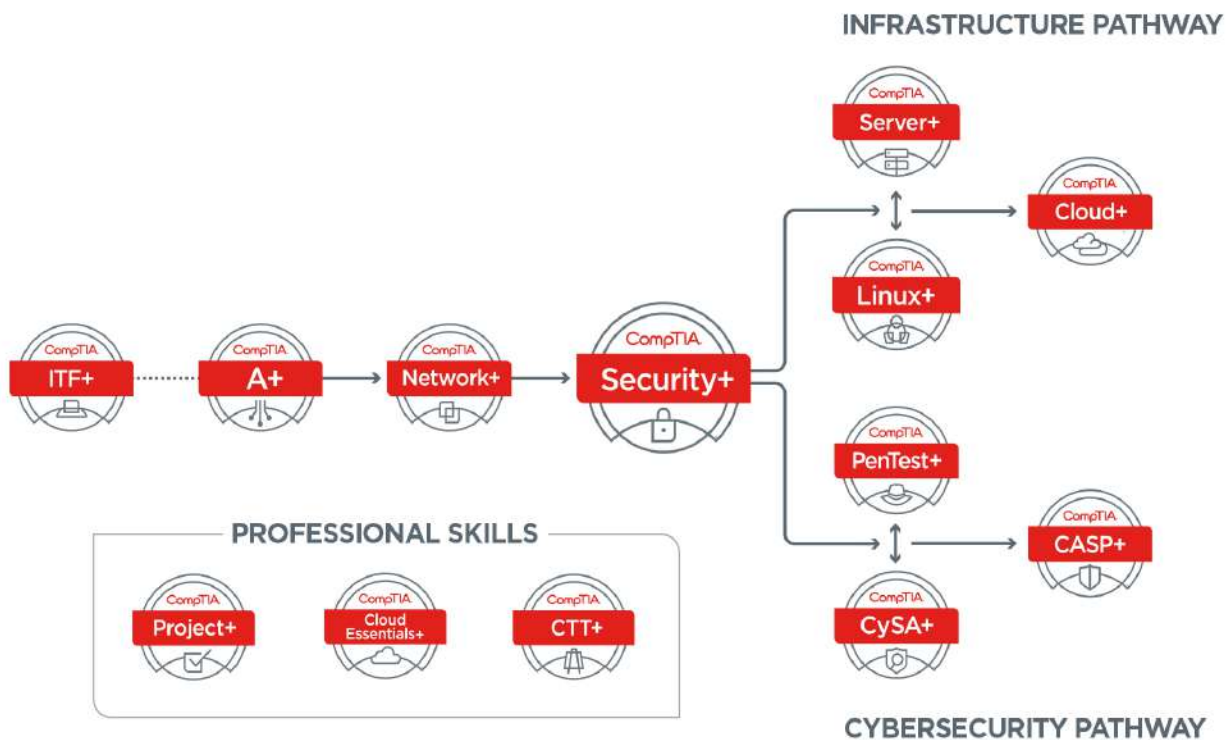 INFRASTRUCTURE PATHWAY
CompTIA
Server+
CompTIA
Cloud+
CompTIA
Linux+
CompTIA
ITF+
CompTIA
A+
CompTIA
Network+
CompTIA
Security+
CompTIA
PenTest+
CompTIA
CASP+
CompTIA
CySA+
CYBERSECURITY PATHWAY
PROFESSIONAL SKILLS
CompTIA
Project+
CompTIA
Cloud
Essentials+
CompTIA
CTT+